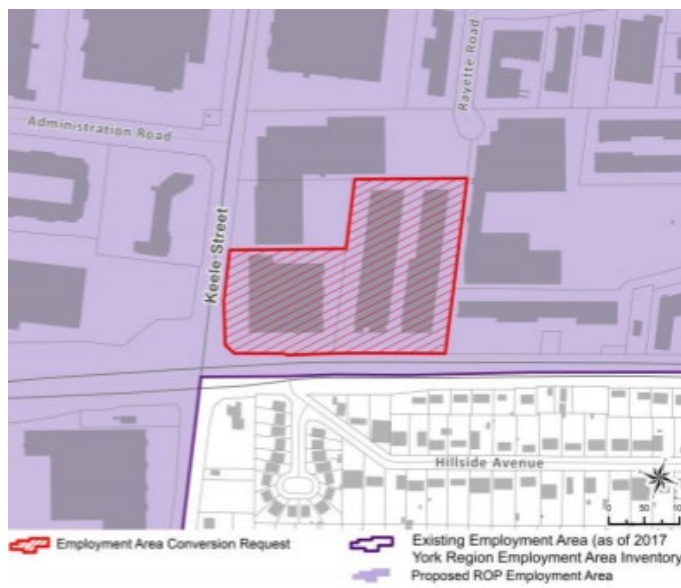 Rayette Road
Administration Road
Keele Street
Hillside Avenue
0 50 10
Employment Area Conversion Request
Existing Employment Area (as of 2017
York Region Employment Area Inventory
Proposed ROP Employment Area